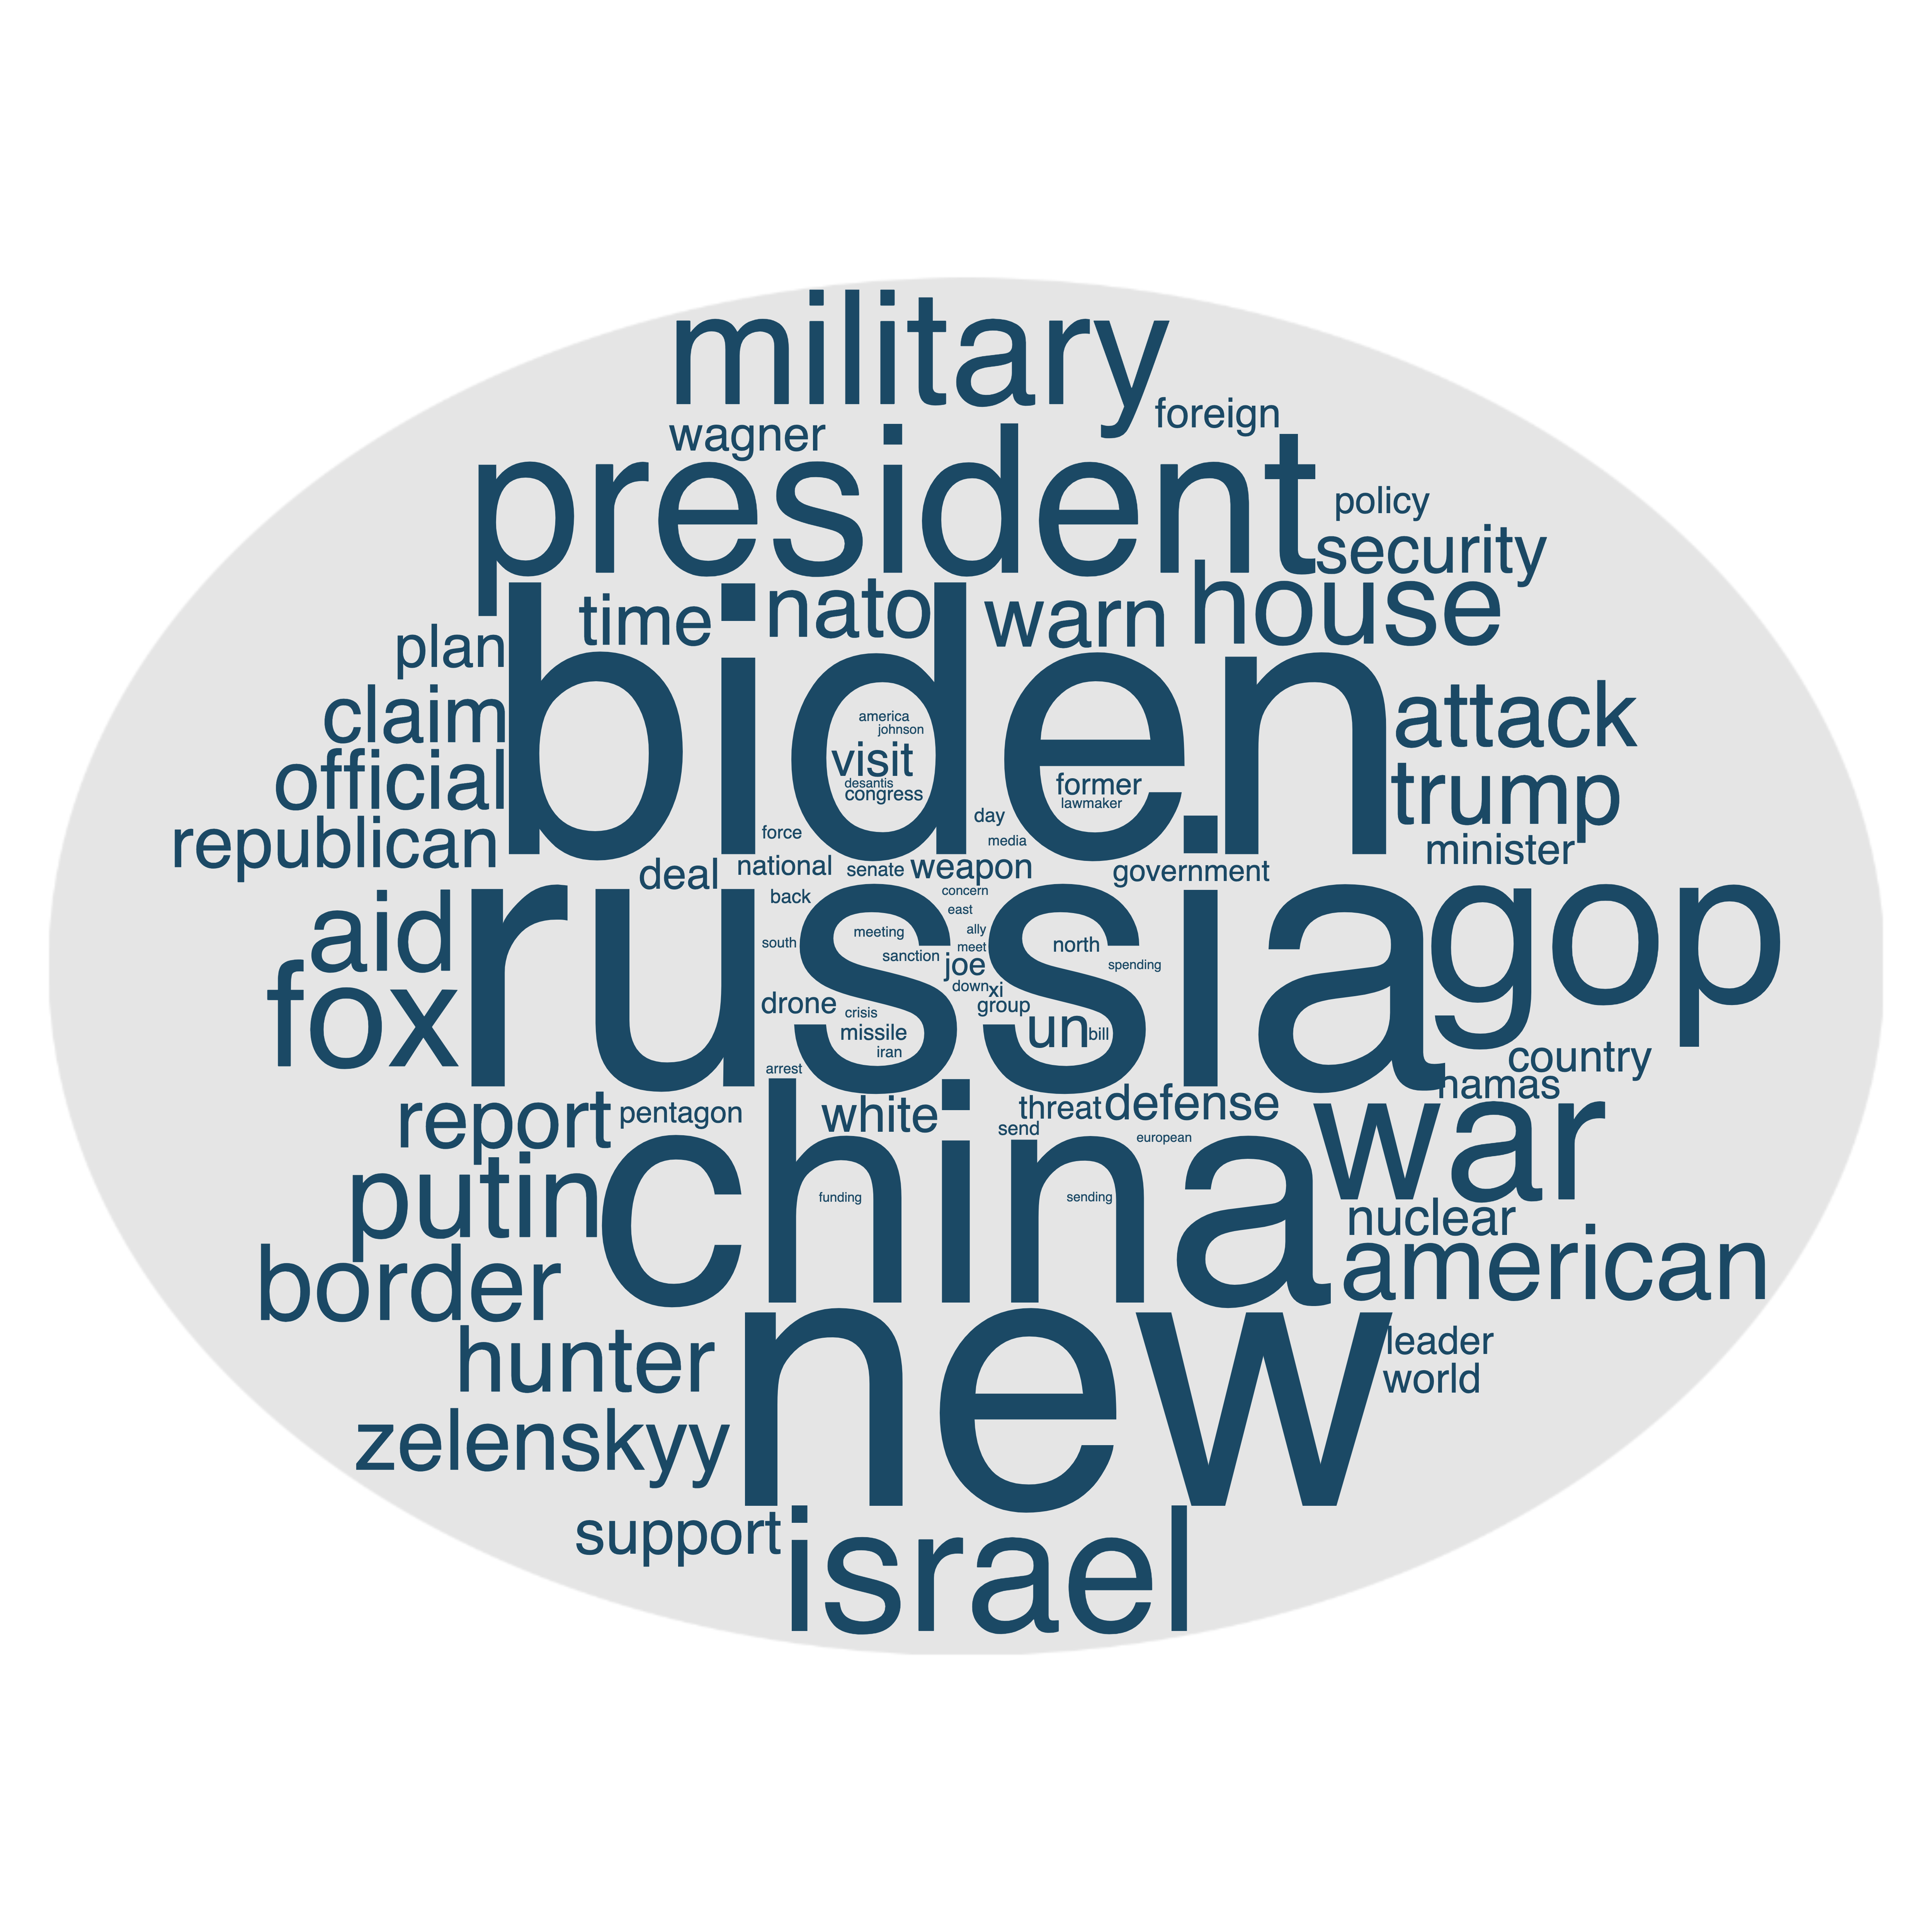 military
foreign
wagner
president
policy
security
time
nato
warn
house
plan
biden
claim
attack
america
johnson
visit
desantis
congress
former
lawmaker
official
trump
republican
force
day
media
minister
deal
national
senate
weapon
government
back
concern
russia
gop
aid
east
south
meeting
ally
meet
north
sanction
joe
spending
fox
down
xi
drone
group
crisis
missile
un
bill
iran
country
arrest
hamas
report
pentagon
white
threat
defense
send
european
war
putin
china
funding
sending
nuclear
american
border
new
hunter
leader
world
zelenskyy
support
israel